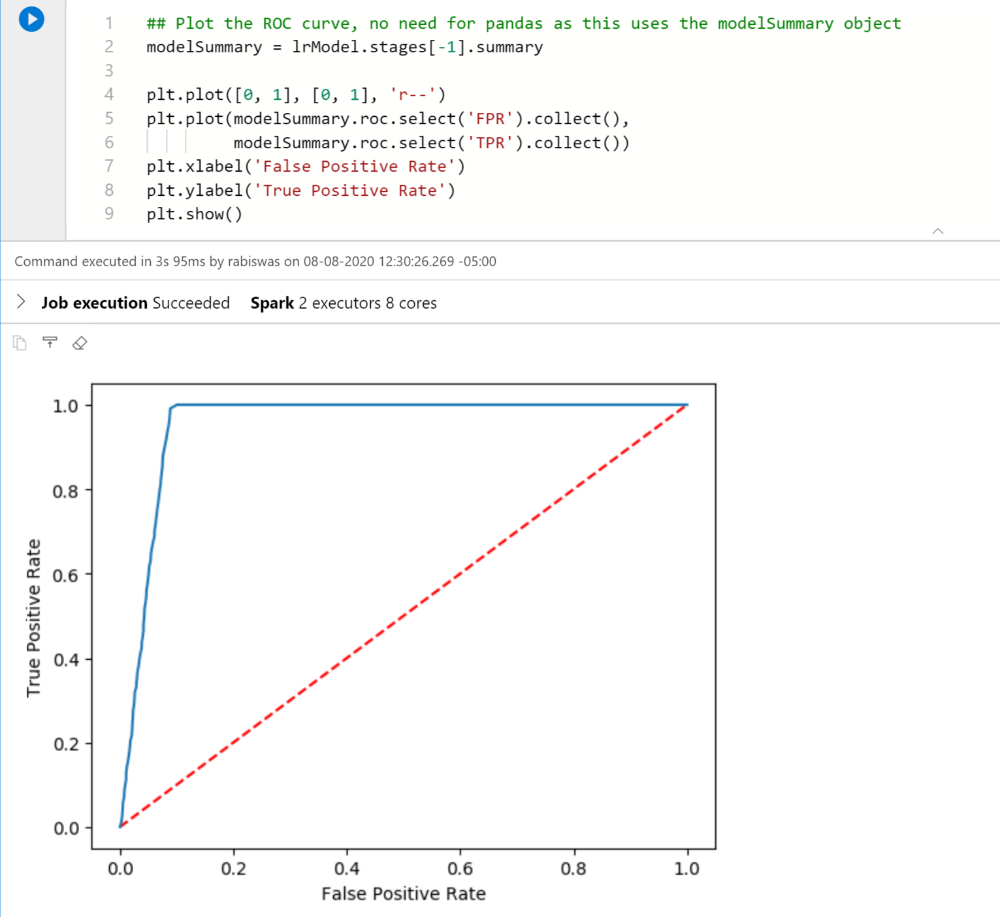 1 ## Plot the ROC curve, no need for pandas as this uses the modelSummary object
2 modelSummary = lrModel.stages[-1].summary
3
4 plt.plot([0, 1], [0, 1], 'r--')
5 plt.plot(modelSummary.roc.select('FPR').collect(),
6          modelSummary.roc.select('TPR').collect())
7 plt.xlabel('False Positive Rate')
8 plt.ylabel('True Positive Rate')
9 plt.show()
Command executed in 3s 95ms by rabiswas on 08-08-2020 12:30:26.269 -05:00
Job execution Succeeded Spark 2 executors 8 cores
True Positive Rate
1.0
0.8
0.6
0.4
0.2
0.0
0.0 0.2 0.4 0.6 0.8 1.0
False Positive Rate